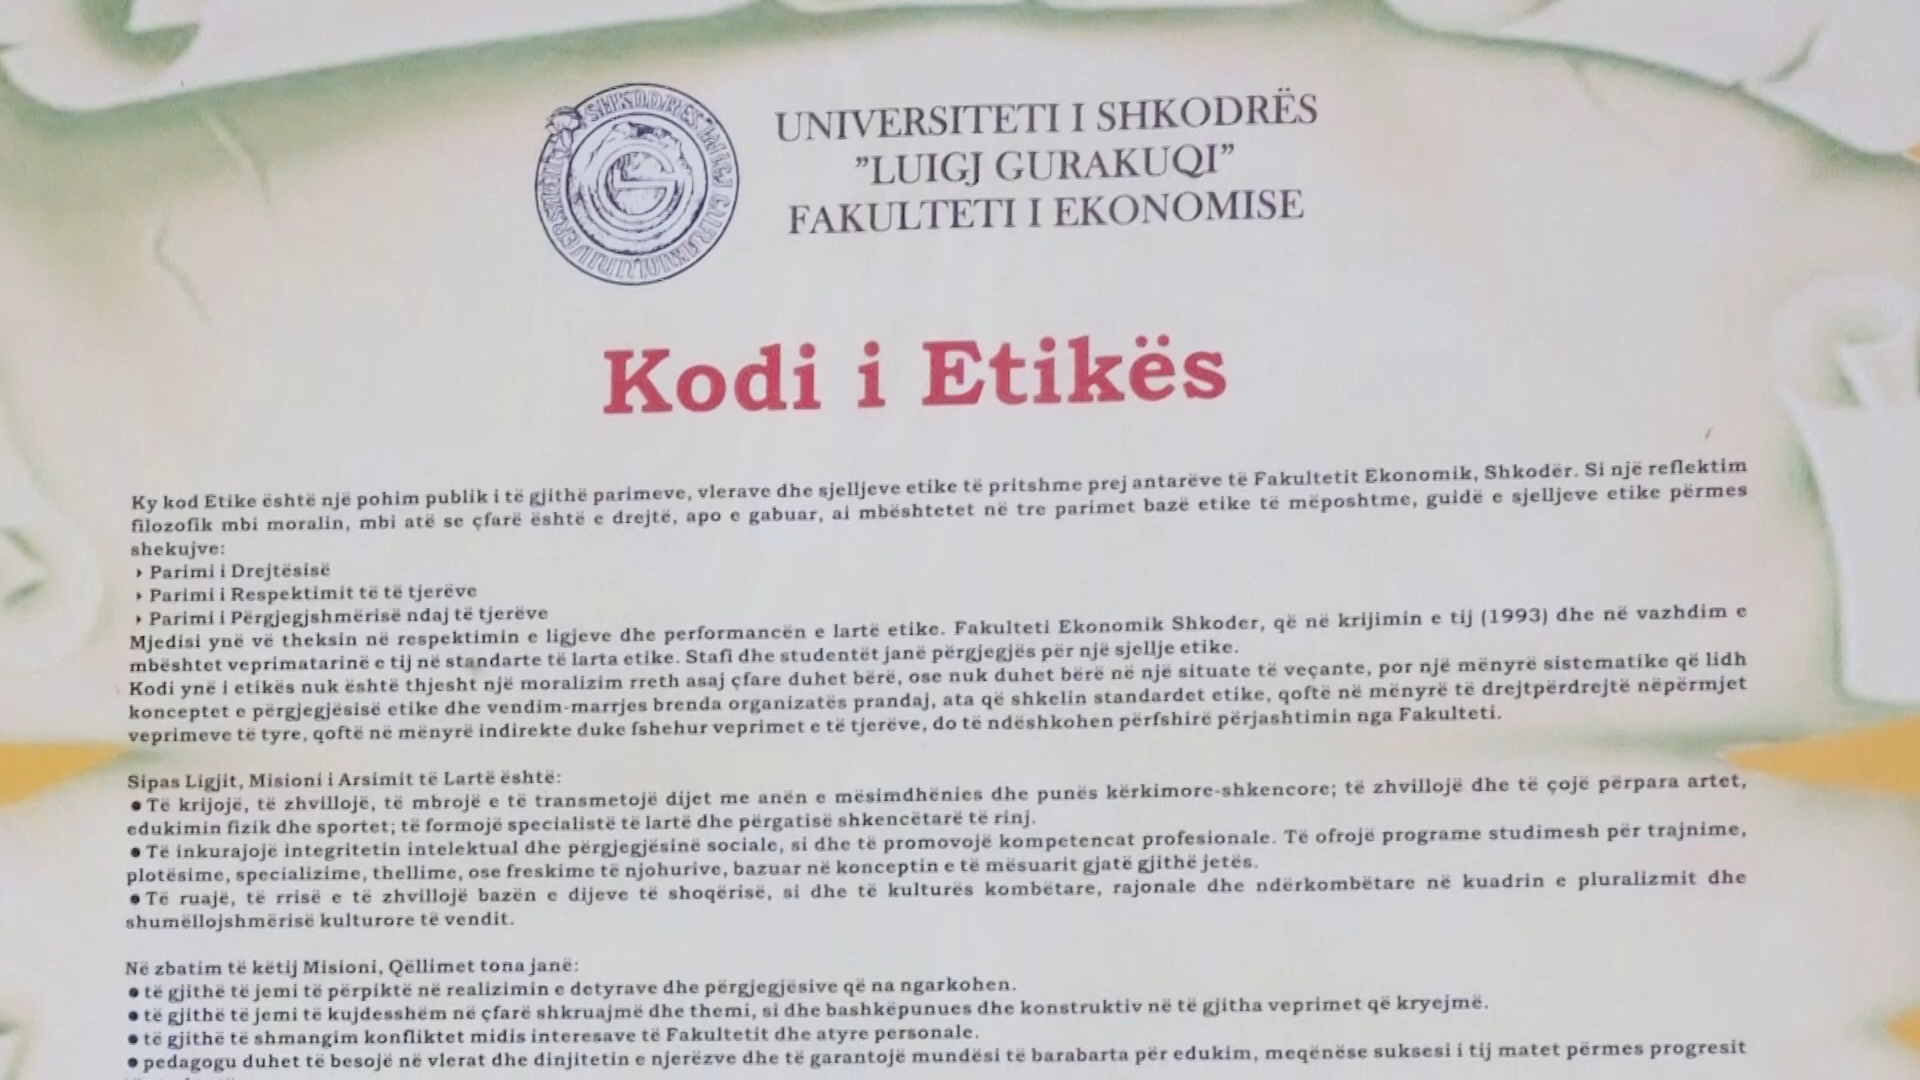 UNIVERSITETI I SHKODRËS
”LUIGJ GURAKUQI”
FAKULTETI I EKONOMISE
Kodi i Etikës
Ky kod Etike është një pohim publik i të gjithë parimeve, vlerave dhe sjelljeve etike të pritshme prej antarëve të Fakultetit Ekonomik, Shkodër. Si një reflektim
filozofik mbi moralin, mbi atë se çfarë është e drejtë, apo e gabuar, ai mbështetet në tre parimet bazë etike të mëposhtme, guidë e sjelljeve etike përmes
shekujve:
Parimi i Drejtësisë
Parimi i Respektimit të të tjerëve
Parimi i Përgjegjshmërisë ndaj të tjerëve
Mjedisi ynë vë theksin në respektimin e ligjeve dhe performancën e lartë etike. Fakulteti Ekonomik Shkoder, që në krijimin e tij (1993) dhe në vazhdim e
mbështet veprimatarinë e tij në standarte të larta etike. Stafi dhe studentët janë përgjegjës për një sjellje etike.
Kodi ynë i etikës nuk është thjesht një moralizim rreth asaj çfare duhet bërë, ose nuk duhet bërë në një situate të veçante, por një mënyrë sistematike që lidh
konceptet e përgjegjësisë etike dhe vendim-marrjes brenda organizatës prandaj, ata që shkelin standardet etike, qoftë në mënyrë të drejtpërdrejtë nëpërmjet
veprimeve të tyre, qoftë në mënyrë indirekte duke fshehur veprimet e të tjerëve, do të ndëshkohen përfshirë përjashtimin nga Fakulteti.
Sipas Ligjit, Misioni i Arsimit të Lartë është:
● Të krijojë, të zhvillojë, të mbrojë e të transmetojë dijet me anën e mësimdhënies dhe punës kërkimore-shkencore; të zhvillojë dhe të çojë përpara artet,
edukimin fizik dhe sportet; të formojë specialistë të lartë dhe përgatisë shkencëtarë të rinj.
● Të inkurajojë integritetin intelektual dhe përgjegjësinë sociale, si dhe të promovojë kompetencat profesionale. Të ofrojë programe studimesh për trajnime,
plotësime, specializime, thellime, ose freskime të njohurive, bazuar në konceptin e të mësuarit gjatë gjithë jetës.
● Të ruajë, të rrisë e të zhvillojë bazën e dijeve të shoqërisë, si dhe të kulturës kombëtare, rajonale dhe ndërkombëtare në kuadrin e pluralizmit dhe
shumëllojshmërisë kulturore të vendit.
Në zbatim të këtij Misioni, Qëllimet tona janë:
● të gjithë të jemi të përpiktë në realizimin e detyrave dhe përgjegjësive që na ngarkohen.
● të gjithë të jemi të kujdesshëm në çfarë shkruajmë dhe themi, si dhe bashkëpunues dhe konstruktiv në të gjitha veprimet që kryejmë.
● të gjithë të shmangim konfliktet midis interesave të Fakultetit dhe atyre personale.
● pedagogu duhet të besojë në vlerat dhe dinjitetin e njerëzve dhe të garantojë mundësi të barabarta për edukim, meqënëse suksesi i tij matet përmes progresit